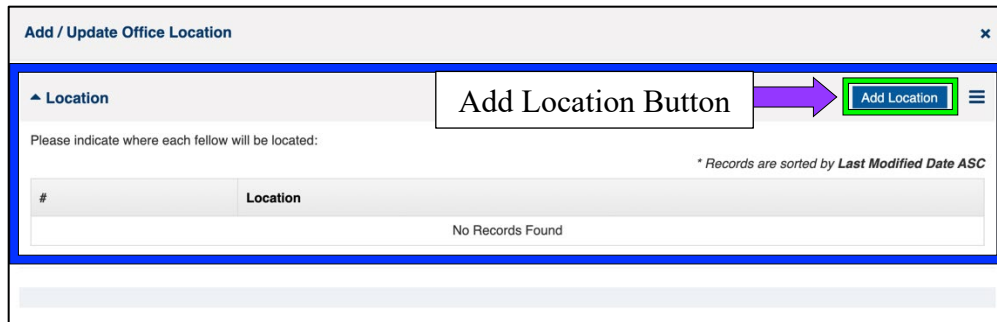 Add / Update Office Location ×
Location Add Location Button Add Location
Please indicate where each fellow will be located:
* Records are sorted by Last Modified Date ASC
# Location
No Records Found